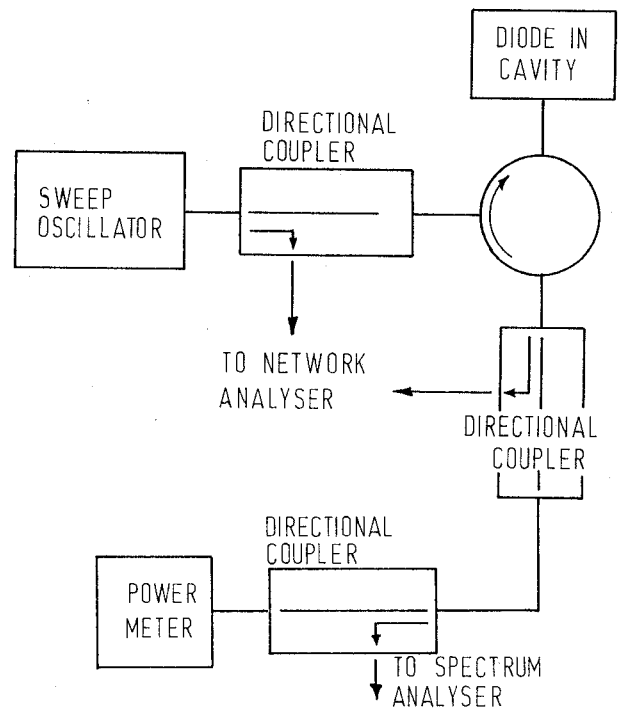 DIODE IN
CAVITY
DIRECTIONAL
COUPLER
SWEEP
OSCILLATOR
TO NETWORK
ANALYSER
DIRECTIONAL
COUPLER
DIRECTIONAL
COUPLER
POWER
METER
TO SPECTRUM
ANALYSER